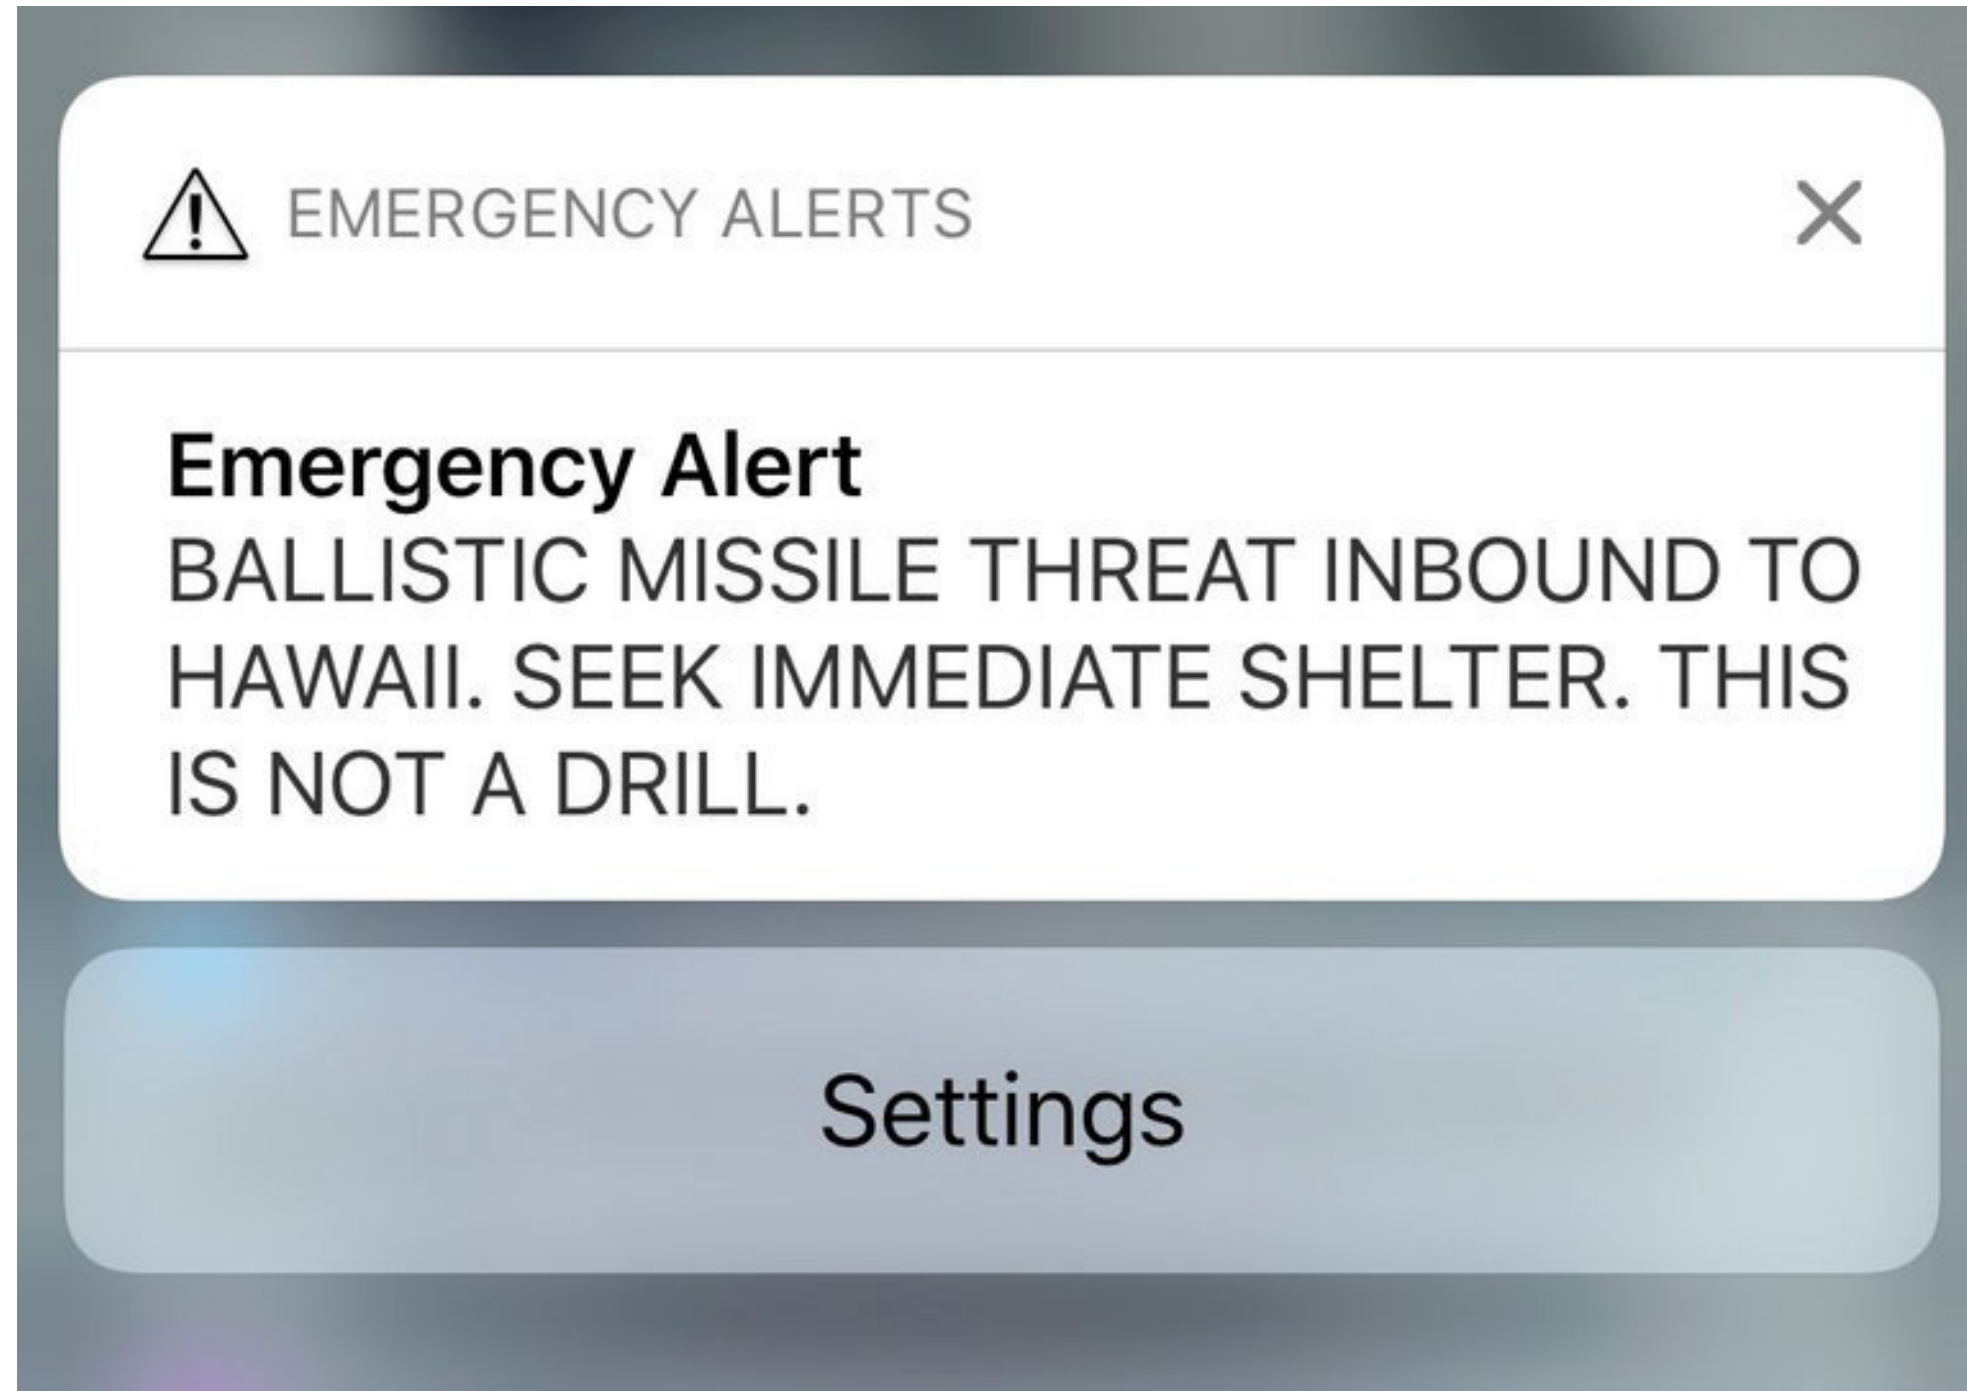 EMERGENCY ALERTS
Emergency Alert
BALLISTIC MISSILE THREAT INBOUND TO
HAWAII. SEEK IMMEDIATE SHELTER. THIS
IS NOT A DRILL.
Settings